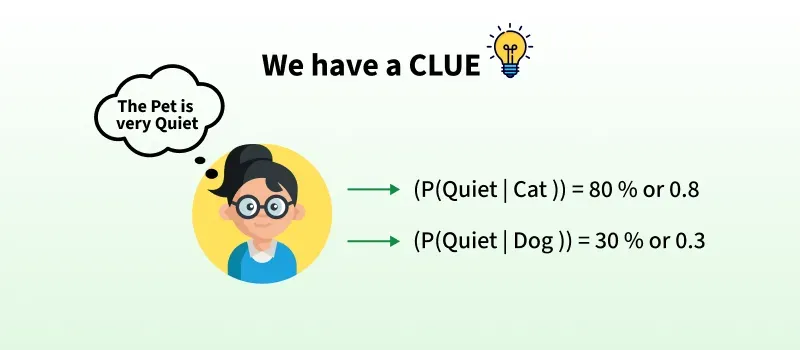 We have a CLUE
The Pet is
very Quiet
(P(Quiet | Cat )) = 80 % or 0.8
(P(Quiet | Dog )) = 30 % or 0.3